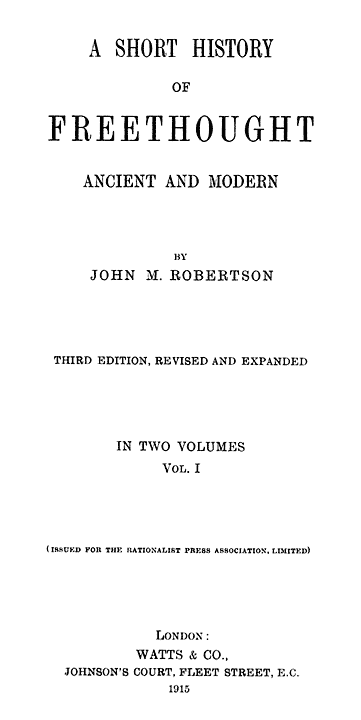 A SHORT HISTORY
OF
FREETHOUGHT
ANCIENT AND MODERN
BY
JOHN M. ROBERTSON
THIRD EDITION, REVISED AND EXPANDED
IN TWO VOLUMES
VOL. I
(ISSUED FOR THE RATIONALIST PRESS ASSOCIATION, LIMITED)
LONDON:
WATTS & CO.,
JOHNSON'S COURT, FLEET STREET, E.C.
1915